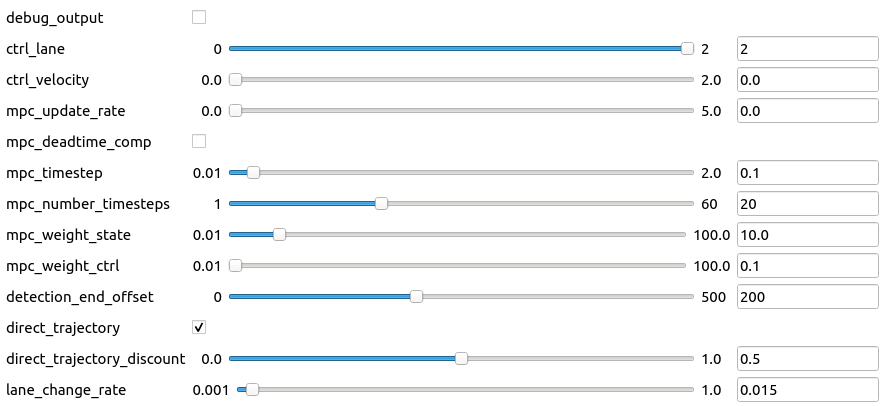 debug_output
ctrl_lane 0 2 2
ctrl_velocity 0.0 2.0 0.0
mpc_update_rate 0.0 5.0 0.0
mpc_deadtime_comp
mpc_timestep 0.01 2.0 0.1
mpc_number_timesteps 1 60 20
mpc_weight_state 0.01 100.0 10.0
mpc_weight_ctrl 0.01 100.0 0.1
detection_end_offset 0 500 200
direct_trajectory
direct_trajectory_discount 0.0 1.0 0.5
lane_change_rate 0.001 1.0 0.015